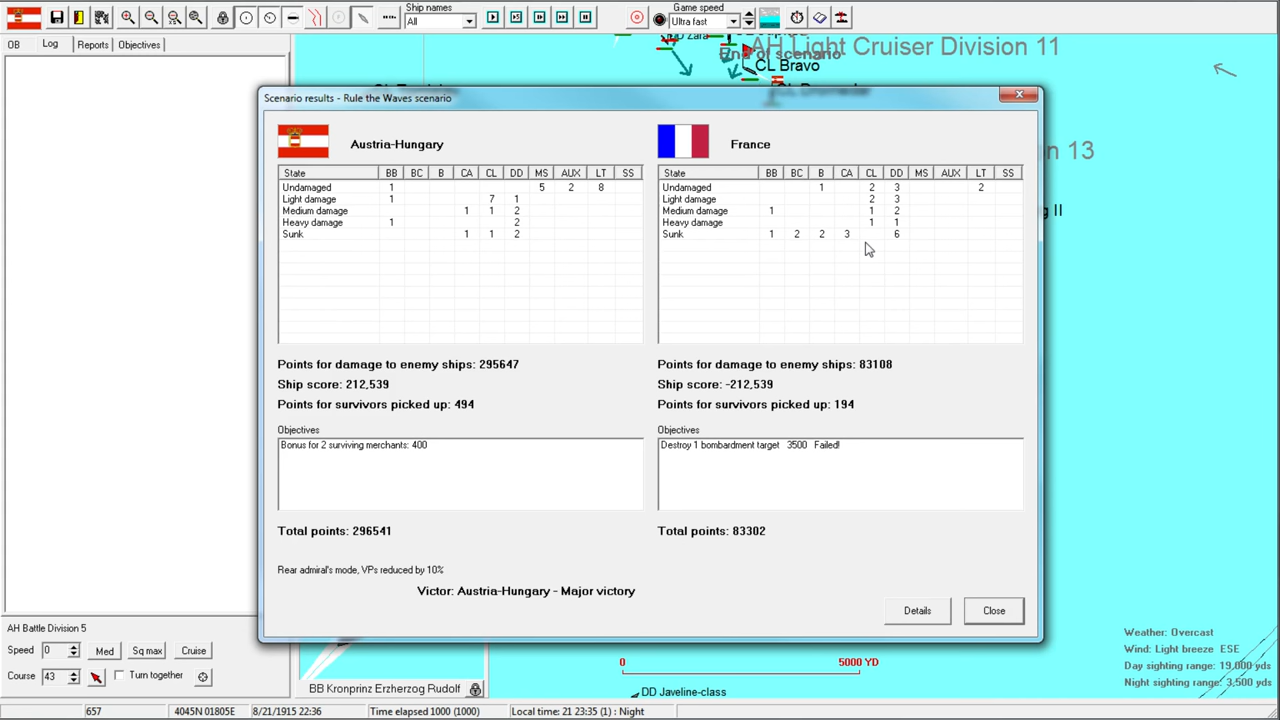 Ship names
All
Game speed
Ultra fast
OB Log Reports Objectives
DD Zara
AH Light Cruiser Division 11
End of scenario
CL Bravo
n 13
g II
Scenario results - Rule the Waves scenario
Austria-Hungary
State BB BC B CA CL DD MS AUX LT SS
Undamaged 1 5 2 8
Light damage 1 7 1
Medium damage 1 1 2
Heavy damage 1 2
Sunk 1 1 2
Points for damage to enemy ships: 295647
Ship score: 212,539
Points for survivors picked up: 494
Objectives
Bonus for 2 surviving merchants: 400
Total points: 296541
France
State BB BC B CA CL DD MS AUX LT SS
Undamaged 1 2 3 2
Light damage 2 3
Medium damage 1 1 2
Heavy damage 1 1
Sunk 1 2 2 3 6
Points for damage to enemy ships: 83108
Ship score: -212,539
Points for survivors picked up: 194
Objectives
Destroy 1 bombardment target 3500 Failed!
Total points: 83302
Rear admiral's mode, VPs reduced by 10%
Victor: Austria-Hungary - Major victory
Details Close
AH Battle Division 5
Speed 0 Med Sq max Cruise
Course 43 Turn together
BB Kronprinz Erzherzog Rudolf
0 5000 YD
DD Javeline-class
Weather: Overcast
Wind: Light breeze ESE
Day sighting range: 19,000 yds
Night sighting range: 3,500 yds
657 4045N 01805E 8/21/1915 22:36 Time elapsed 1000 (1000) Local time: 21 23:35 (1) : Night